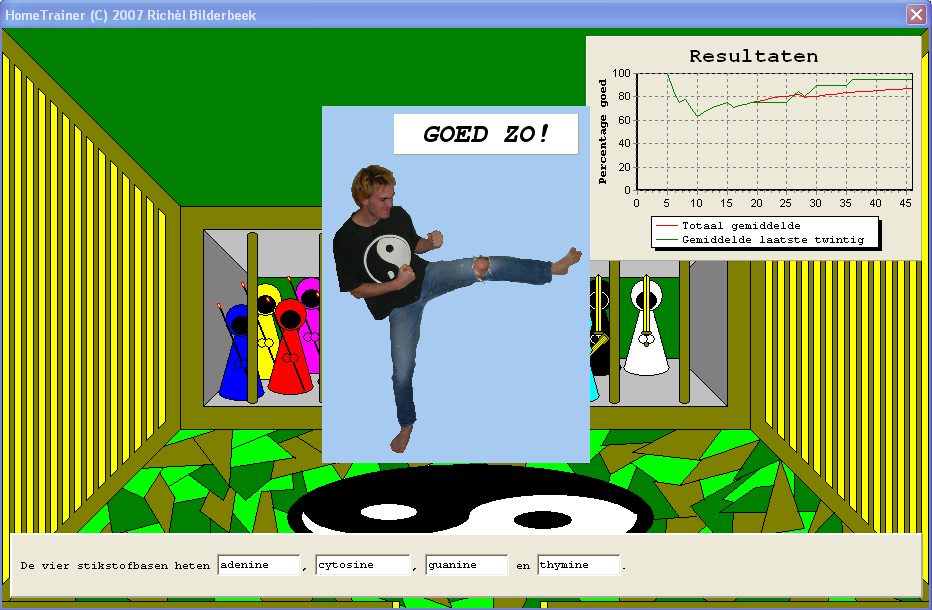 HomeTrainer (C) 2007 Richèl Bilderbeek
Resultaten
Percentage goed
100
80
60
40
20
0
0 5 10 15 20 25 30 35 40 45
Totaal gemiddelde
Gemiddelde laatste twintig
GOED ZO!
De vier stikstofbasen heten adenine, cytosine, guanine en thymine.